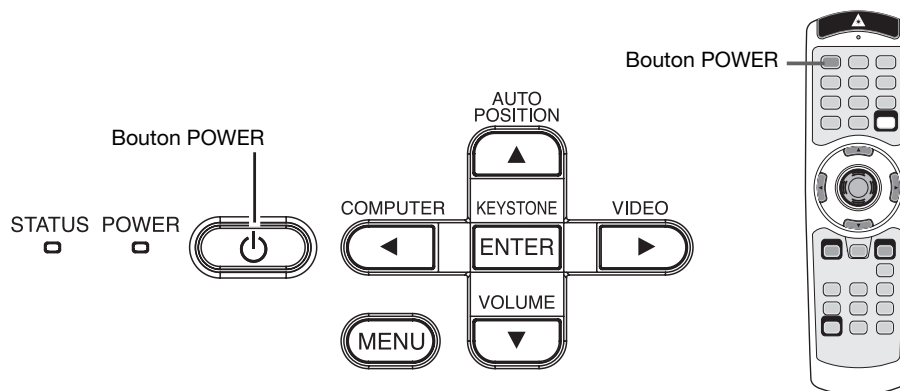 Bouton POWER
AUTO
POSITION
Bouton POWER
COMPUTER KEYSTONE VIDEO
STATUS POWER
ENTER
VOLUME
MENU